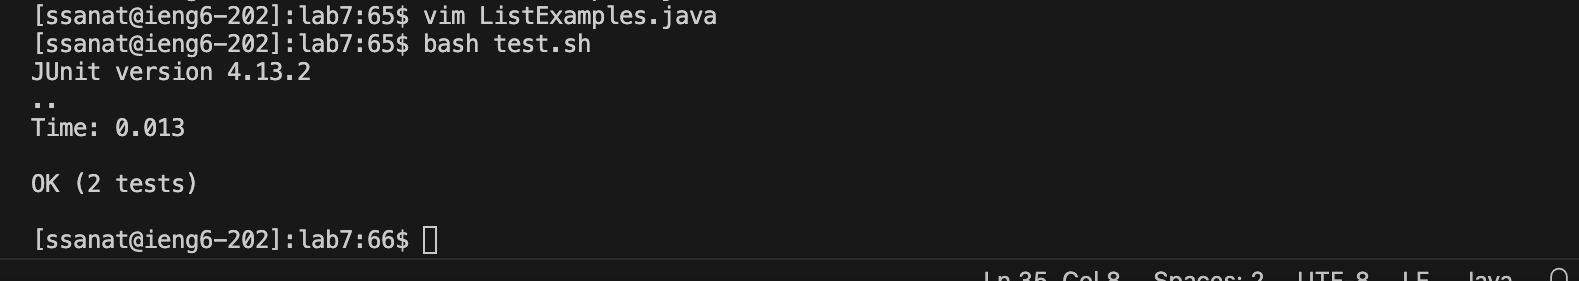 [ssanat@ieng6-202]:lab7:65$ vim ListExamples.java
[ssanat@ieng6-202]:lab7:65$ bash test.sh
JUnit version 4.13.2
..
Time: 0.013
OK (2 tests)
[ssanat@ieng6-202]:lab7:66$
Ln 35, Col 8 Spaces: 2 UTF-8 LF Java